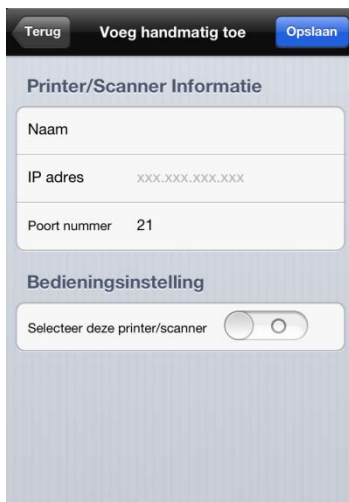 Terug Voeg handmatig toe Opslaan
Printer/Scanner Informatie
Naam
IP adres xxx.xxx.xxx.xxx
Poort nummer 21
Bedieningsinstelling
Selecteer deze printer/scanner